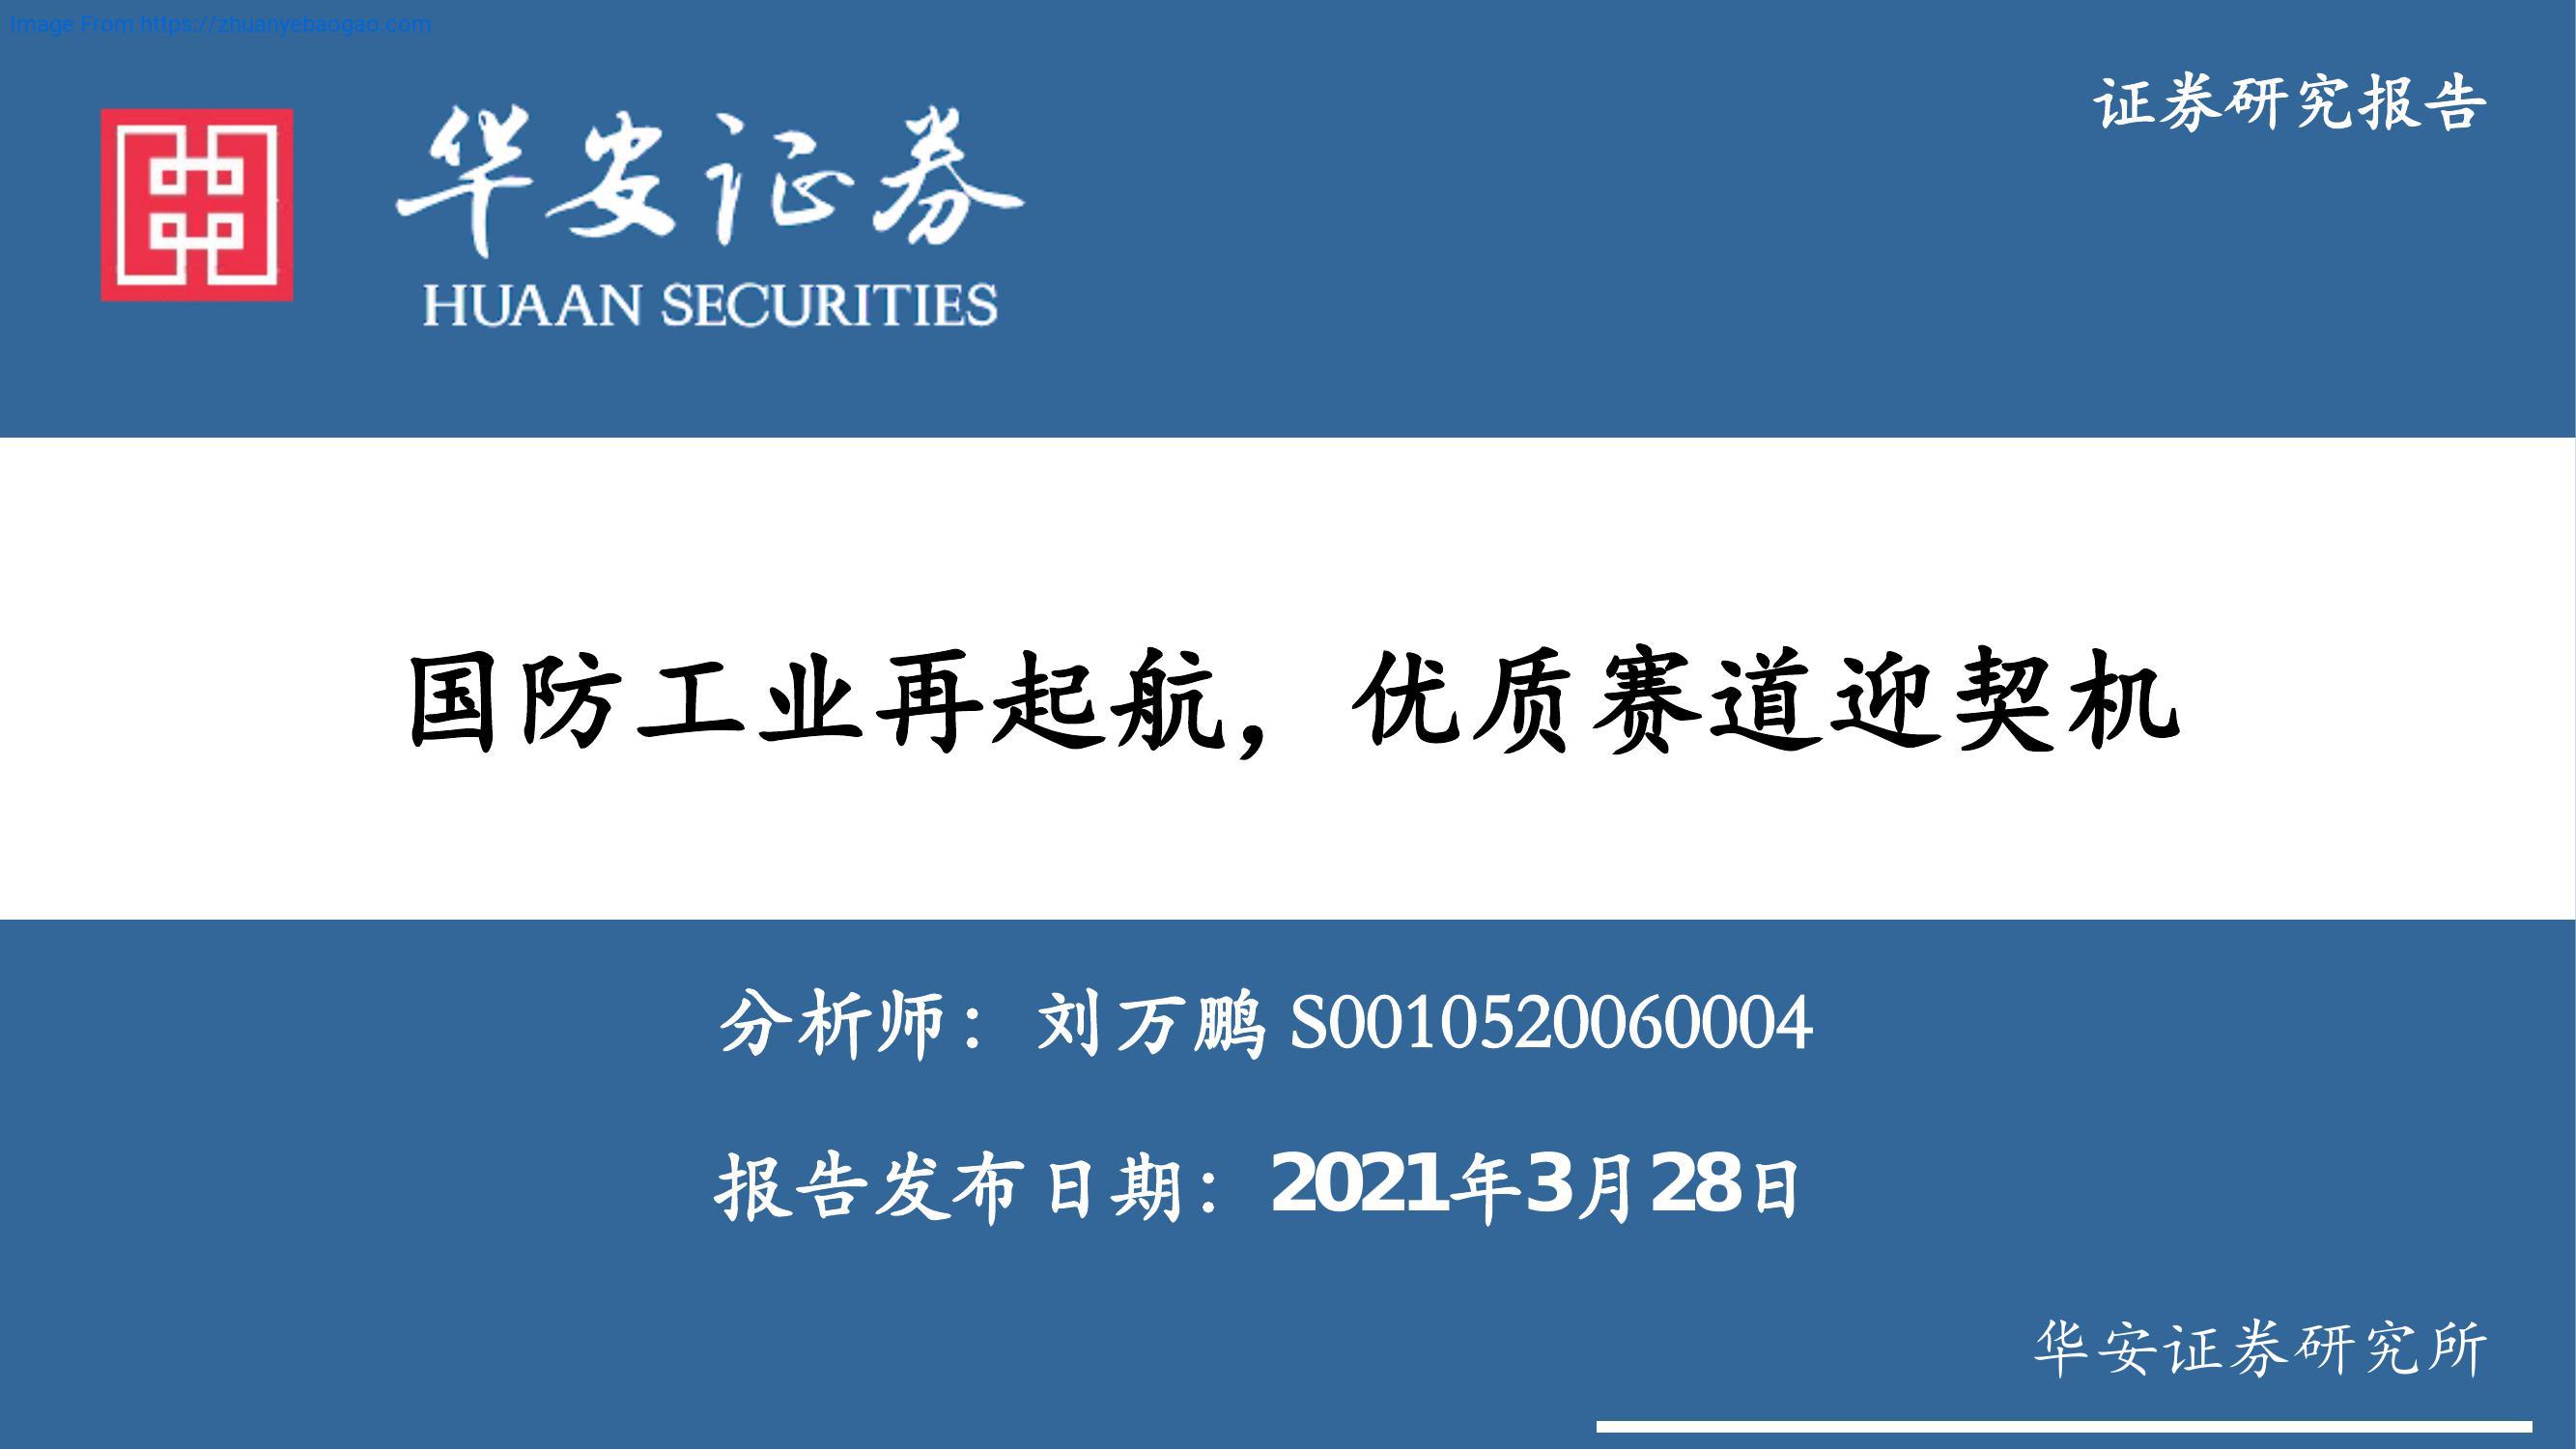 Image From https://zhuanyebaogao.com
证券研究报告
华安证券
HUAAN SECURITIES
国防工业再起航，优质赛道迎契机
分析师：刘万鹏 S0010520060004
报告发布日期：2021年3月28日
华安证券研究所